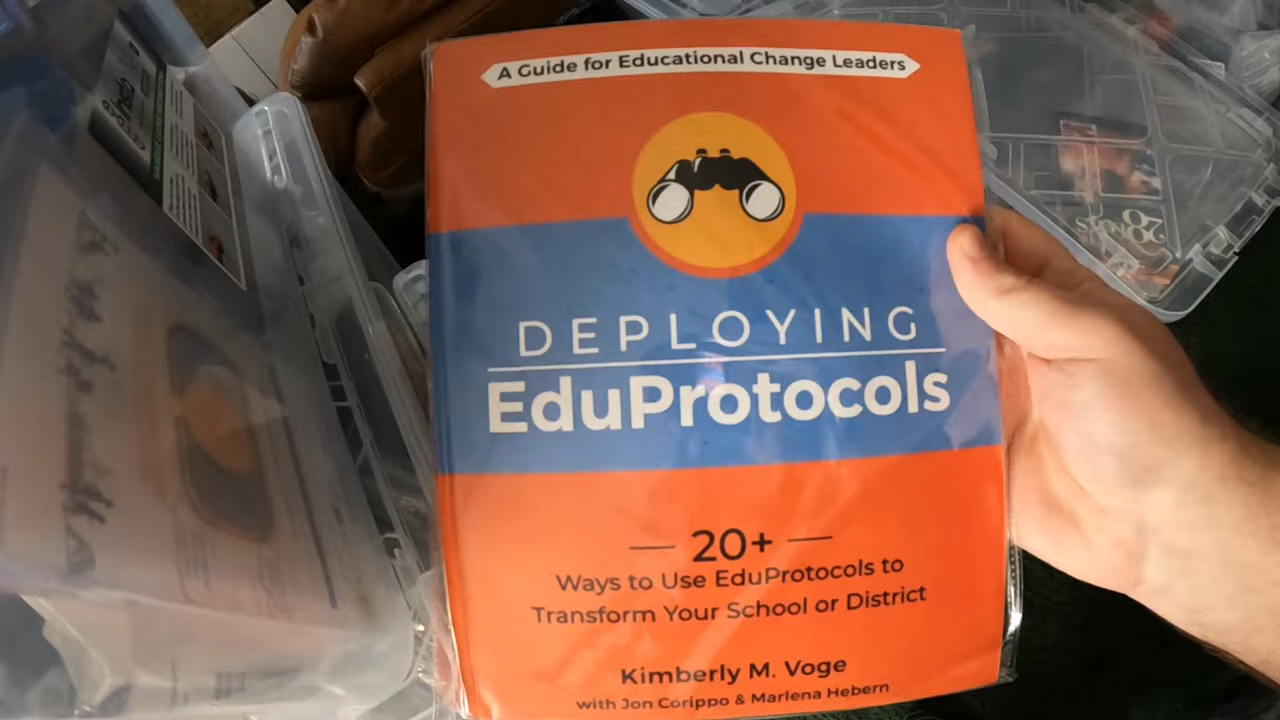 A Guide for Educational Change Leaders
DEPLOYING
EduProtocols
20+
Ways to Use EduProtocols to
Transform Your School or District
Kimberly M. Voge
with Jon Corippo & Marlena Hebern